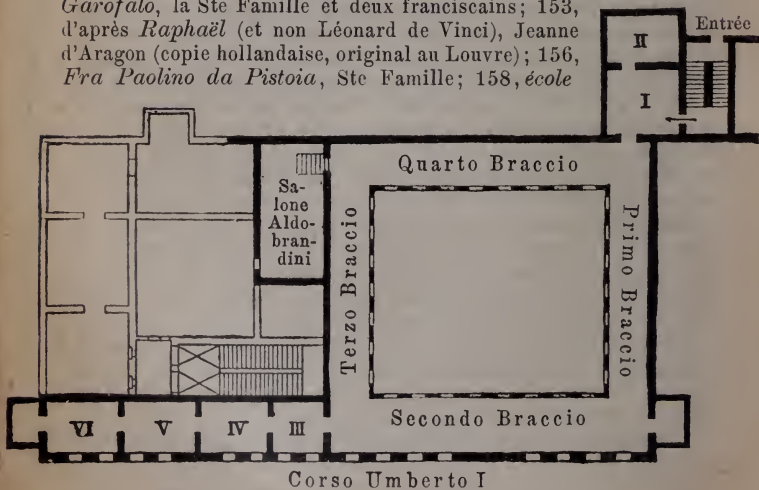 Garofalo, la Ste Famille et deux franciscains; 153,
d'après Raphaël (et non Léonard de Vinci), Jeanne
d'Aragon (copie hollandaise, original au Louvre); 156,
Fra Paolino da Pistoia, Ste Famille; 158, école
Entrée
II
I
Quarto Braccio
Sa-
lone
Aldo-
bran-
dini
Terzo Braccio
Primo Braccio
Secondo Braccio
VI V IV III
Corso Umberto I